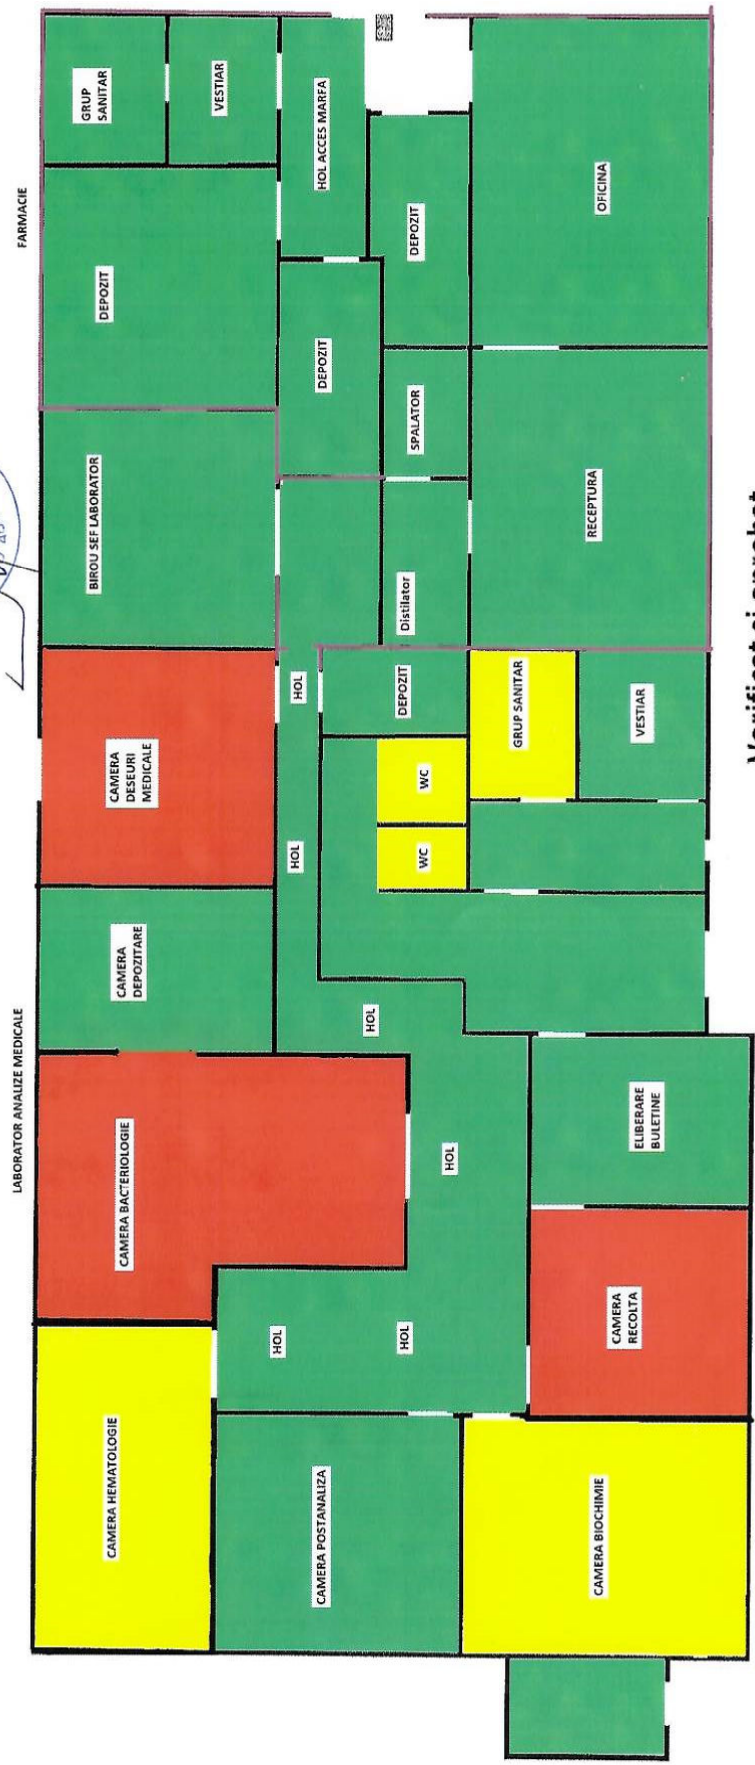 LABORATOR ANALIZE MEDICALE
FARMACIE
CAMERA HEMATOLOGIE
CAMERA BACTERIOLOGIE
CAMERA
DEPOZITARE
CAMERA
DESEURI
MEDICALE
BIROU SEF LABORATOR
DEPOZIT
GRUP
SANITAR
VESTIAR
HOL
HOL
HOL
HOL
HOL
HOL
DEPOZIT
HOL ACCES MARFA
CAMERA POSTANALIZA
WC
WC
DEPOZIT
Distilator
SPALATOR
DEPOZIT
GRUP SANITAR
CAMERA BIOCHIMIE
CAMERA
RECOLTA
ELIBERARE
BULETINE
VESTIAR
RECEPTURA
OFICINA
Verificat si aprobat